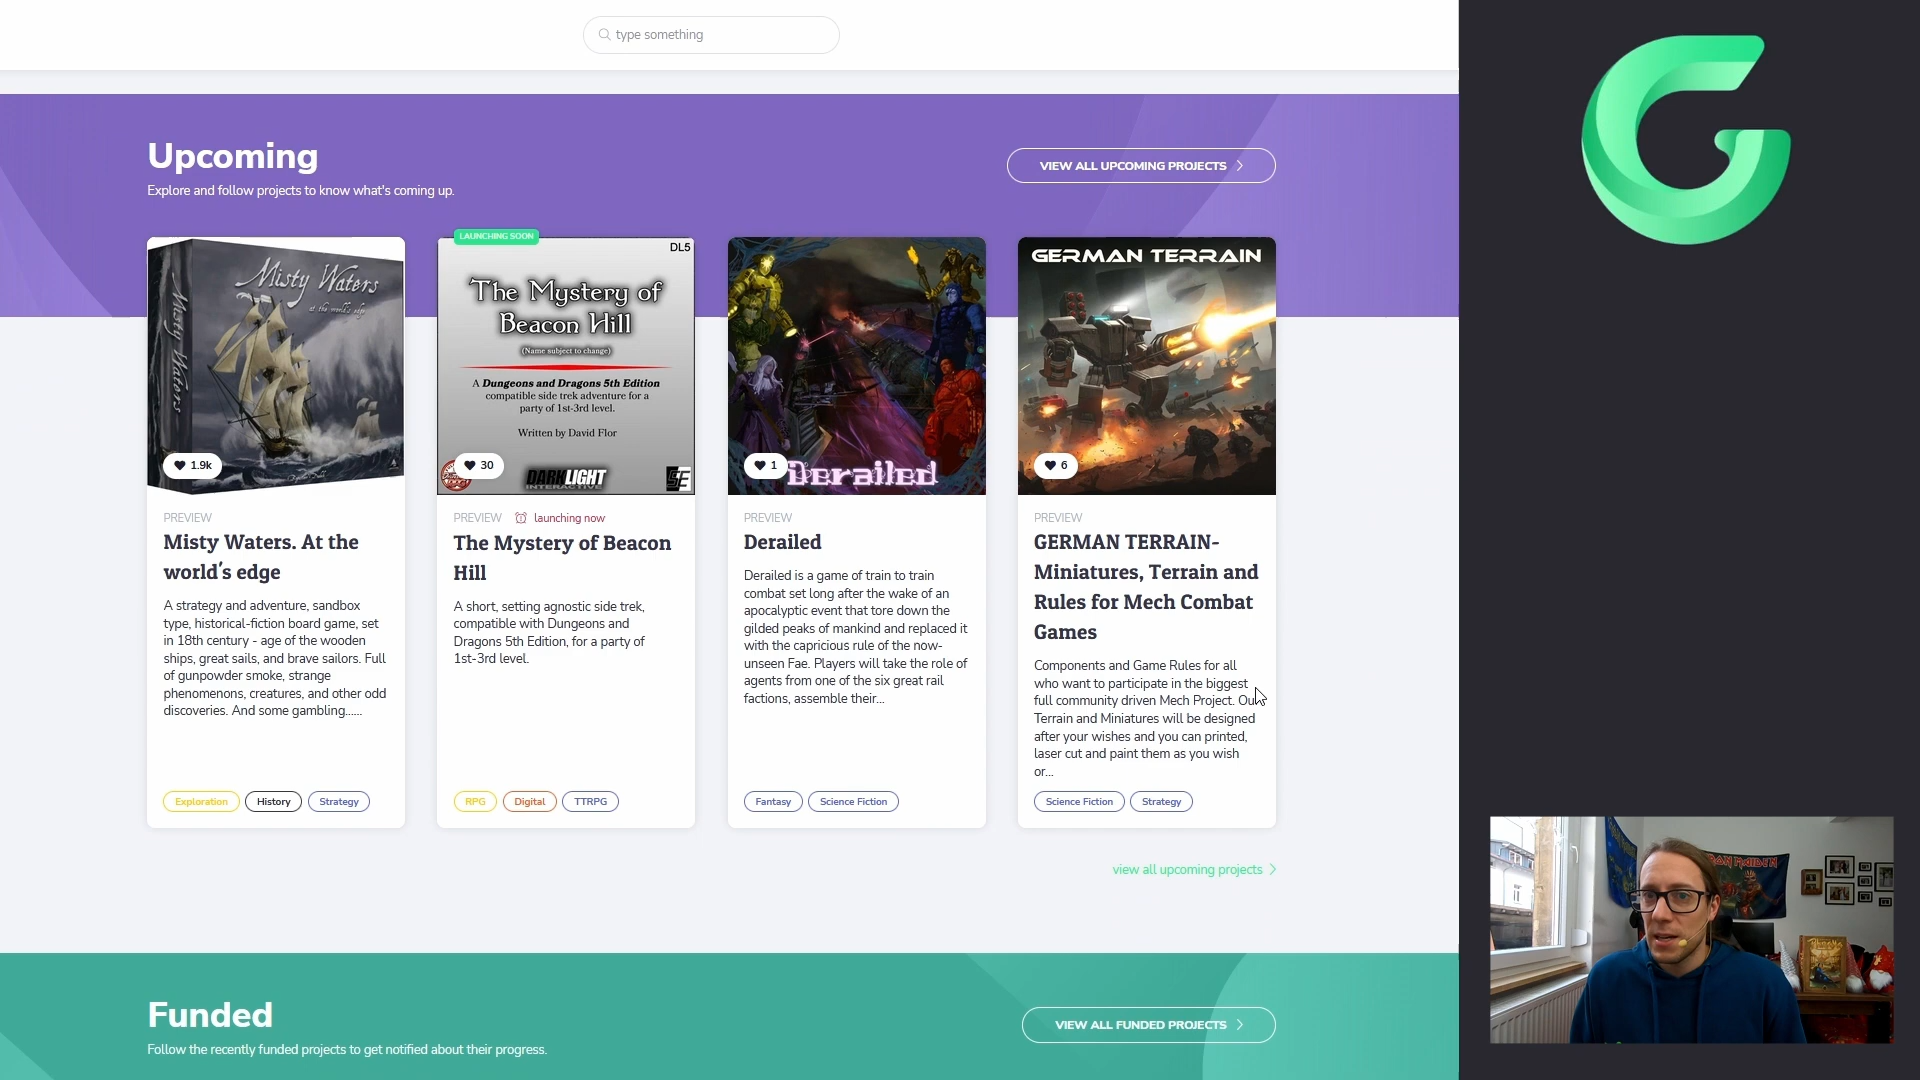 type something
Upcoming
Explore and follow projects to know what's coming up.
VIEW ALL UPCOMING PROJECTS
Misty Waters
at the world's edge
Misty Waters
1.9k
PREVIEW
Misty Waters. At the
world's edge
A strategy and adventure, sandbox
type, historical-fiction board game, set
in 18th century - age of the wooden
ships, great sails, and brave sailors. Full
of gunpowder smoke, strange
phenomenons, creatures, and other odd
discoveries. And some gambling......
Exploration
History
Strategy
LAUNCHING SOON
DL5
The Mystery of
Beacon Hill
(Name subject to change)
A Dungeons and Dragons 5th Edition
compatible side trek adventure for a
party of 1st-3rd level.
Written by David Flor
30
DARKLIGHT
INTERACTIVE
5E
PREVIEW
launching now
The Mystery of Beacon
Hill
A short, setting agnostic side trek,
compatible with Dungeons and
Dragons 5th Edition, for a party of
1st-3rd level.
RPG
Digital
TTRPG
1
Derailed
PREVIEW
Derailed
Derailed is a game of train to train
combat set long after the wake of an
apocalyptic event that tore down the
gilded peaks of mankind and replaced it
with the capricious rule of the now-
unseen Fae. Players will take the role of
agents from one of the six great rail
factions, assemble their...
Fantasy
Science Fiction
GERMAN TERRAIN
6
PREVIEW
GERMAN TERRAIN-
Miniatures, Terrain and
Rules for Mech Combat
Games
Components and Game Rules for all
who want to participate in the biggest
full community driven Mech Project. Our
Terrain and Miniatures will be designed
after your wishes and you can printed,
laser cut and paint them as you wish
or...
Science Fiction
Strategy
view all upcoming projects
Funded
Follow the recently funded projects to get notified about their progress.
VIEW ALL FUNDED PROJECTS
IRON MAIDEN